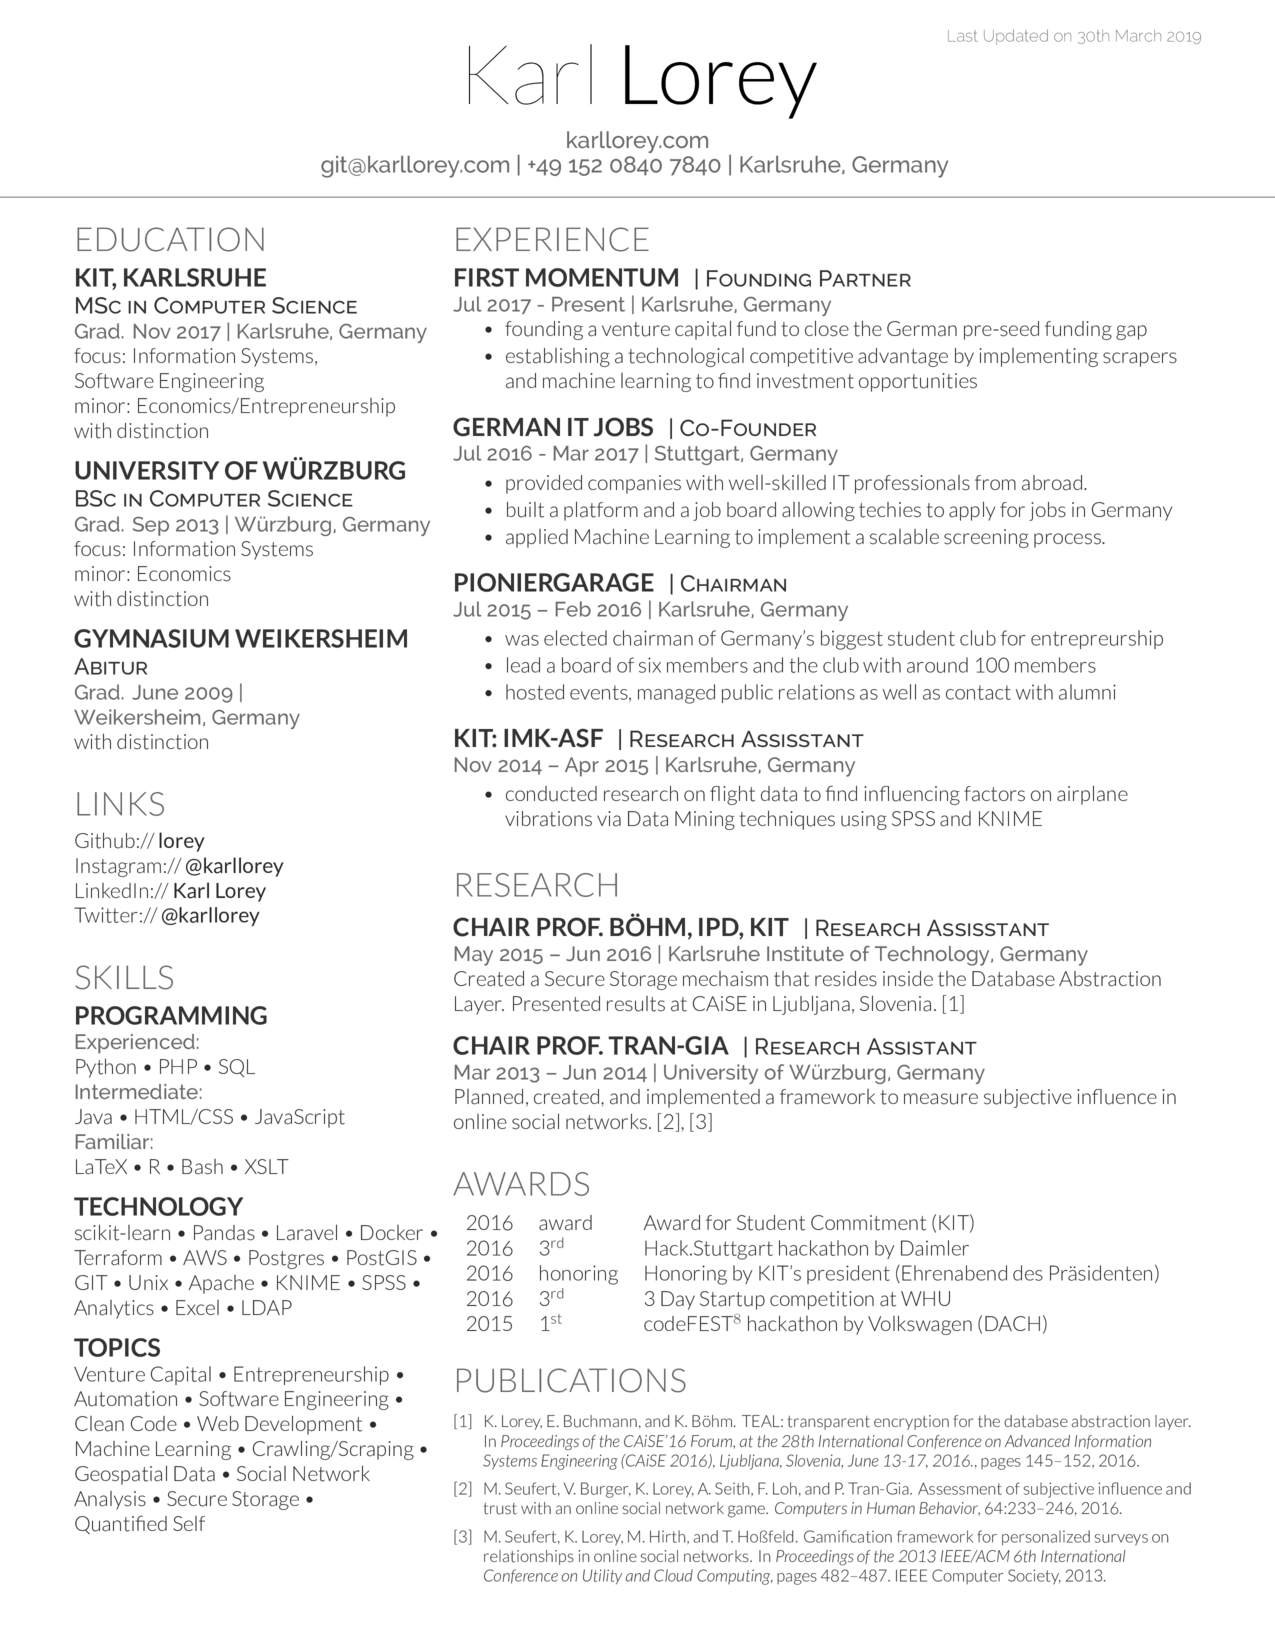 Last Updated on 30th March 2019
Karl Lorey
karllorey.com
git@karllorey.com | +49 152 0840 7840 | Karlsruhe, Germany
EDUCATION
KIT, KARLSRUHE
MSc in Computer Science
Grad. Nov 2017 | Karlsruhe, Germany
focus: Information Systems,
Software Engineering
minor: Economics/Entrepreneurship
with distinction
UNIVERSITY OF WÜRZBURG
BSc in Computer Science
Grad. Sep 2013 | Würzburg, Germany
focus: Information Systems
minor: Economics
with distinction
GYMNASIUM WEIKERSHEIM
Abitur
Grad. June 2009 |
Weikersheim, Germany
with distinction
LINKS
Github:// lorey
Instagram:// @karllorey
LinkedIn:// Karl Lorey
Twitter:// @karllorey
SKILLS
PROGRAMMING
Experienced:
Python • PHP • SQL
Intermediate:
Java • HTML/CSS • JavaScript
Familiar:
LaTeX • R • Bash • XSLT
TECHNOLOGY
scikit-learn • Pandas • Laravel • Docker •
Terraform • AWS • Postgres • PostGIS •
GIT • Unix • Apache • KNIME • SPSS •
Analytics • Excel • LDAP
TOPICS
Venture Capital • Entrepreneurship •
Automation • Software Engineering •
Clean Code • Web Development •
Machine Learning • Crawling/Scraping •
Geospatial Data • Social Network
Analysis • Secure Storage •
Quantified Self
EXPERIENCE
FIRST MOMENTUM | Founding Partner
Jul 2017 - Present | Karlsruhe, Germany
• founding a venture capital fund to close the German pre-seed funding gap
• establishing a technological competitive advantage by implementing scrapers
and machine learning to find investment opportunities
GERMAN IT JOBS | Co-Founder
Jul 2016 - Mar 2017 | Stuttgart, Germany
• provided companies with well-skilled IT professionals from abroad.
• built a platform and a job board allowing techies to apply for jobs in Germany
• applied Machine Learning to implement a scalable screening process.
PIONIERGARAGE | Chairman
Jul 2015 – Feb 2016 | Karlsruhe, Germany
• was elected chairman of Germany's biggest student club for entrepreurship
• lead a board of six members and the club with around 100 members
• hosted events, managed public relations as well as contact with alumni
KIT: IMK-ASF | Research Assisstant
Nov 2014 – Apr 2015 | Karlsruhe, Germany
• conducted research on flight data to find influencing factors on airplane
vibrations via Data Mining techniques using SPSS and KNIME
RESEARCH
CHAIR PROF. BÖHM, IPD, KIT | Research Assisstant
May 2015 – Jun 2016 | Karlsruhe Institute of Technology, Germany
Created a Secure Storage mechaism that resides inside the Database Abstraction
Layer. Presented results at CAiSE in Ljubljana, Slovenia. [1]
CHAIR PROF. TRAN-GIA | Research Assistant
Mar 2013 – Jun 2014 | University of Würzburg, Germany
Planned, created, and implemented a framework to measure subjective influence in
online social networks. [2], [3]
AWARDS
2016 award Award for Student Commitment (KIT)
2016 3rd Hack.Stuttgart hackathon by Daimler
2016 honoring Honoring by KIT's president (Ehrenabend des Präsidenten)
2016 3rd 3 Day Startup competition at WHU
2015 1st codeFEST8 hackathon by Volkswagen (DACH)
PUBLICATIONS
[1] K. Lorey, E. Buchmann, and K. Böhm. TEAL: transparent encryption for the database abstraction layer.
In Proceedings of the CAiSE'16 Forum, at the 28th International Conference on Advanced Information
Systems Engineering (CAiSE 2016), Ljubljana, Slovenia, June 13-17, 2016., pages 145–152, 2016.
[2] M. Seufert, V. Burger, K. Lorey, A. Seith, F. Loh, and P. Tran-Gia. Assessment of subjective influence and
trust with an online social network game. Computers in Human Behavior, 64:233–246, 2016.
[3] M. Seufert, K. Lorey, M. Hirth, and T. Hoßfeld. Gamification framework for personalized surveys on
relationships in online social networks. In Proceedings of the 2013 IEEE/ACM 6th International
Conference on Utility and Cloud Computing, pages 482–487. IEEE Computer Society, 2013.